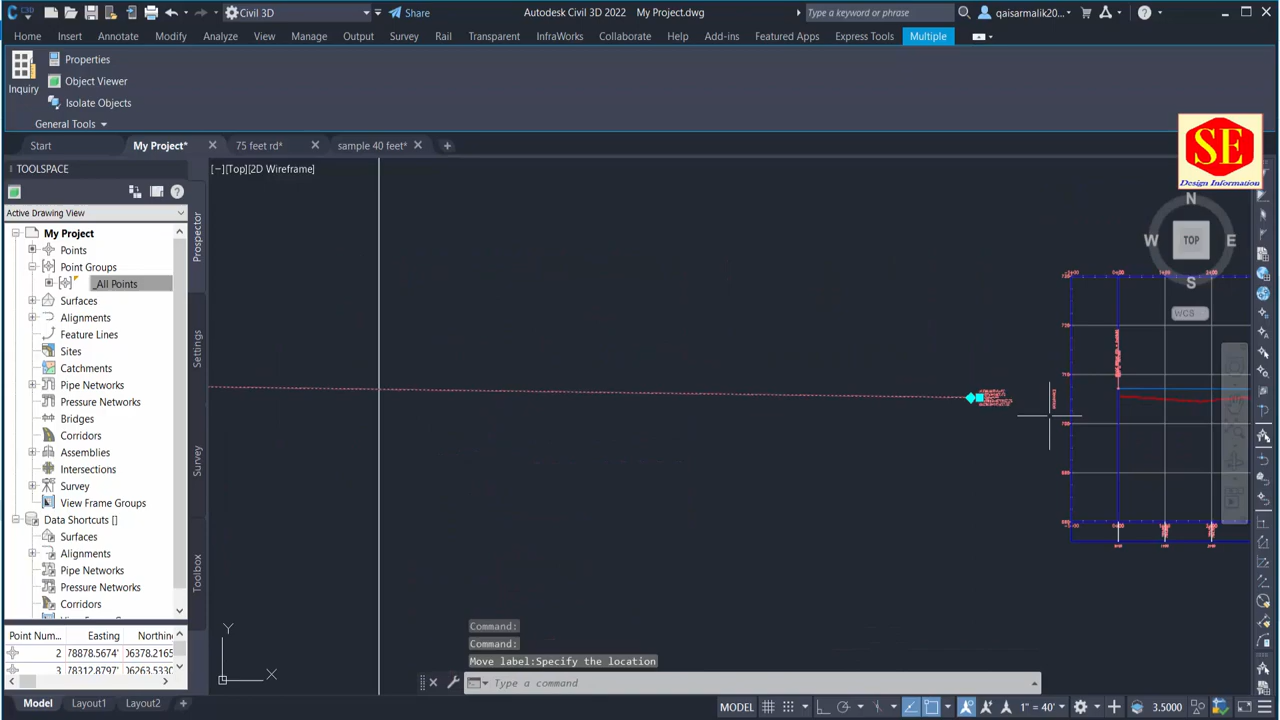 Civil 3D
Share
Autodesk Civil 3D 2022 My Project.dwg
Type a keyword or phrase
qaisarmalik20...
Home Insert Annotate Modify Analyze View Manage Output Survey Rail Transparent InfraWorks Collaborate Help Add-ins Featured Apps Express Tools Multiple
Inquiry
Properties
Object Viewer
Isolate Objects
General Tools
Start My Project* 75 feet rd* sample 40 feet*
SE
Design Information
TOOLSPACE
[−][Top][2D Wireframe]
Active Drawing View
My Project
Points
Point Groups
_All Points
Surfaces
Alignments
Feature Lines
Sites
Catchments
Pipe Networks
Pressure Networks
Bridges
Corridors
Assemblies
Intersections
Survey
View Frame Groups
Data Shortcuts []
Surfaces
Alignments
Pipe Networks
Pressure Networks
Corridors
Prospector
Settings
Survey
Toolbox
N
W TOP E
S
WCS
Point Num... Easting Northin
2 78878.5674' 06378.2165
3 78312.8797' 06263.5330
Y
X
Command:
Command:
Move label:Specify the location
Type a command
Model Layout1 Layout2
MODEL 1" = 40' 3.5000